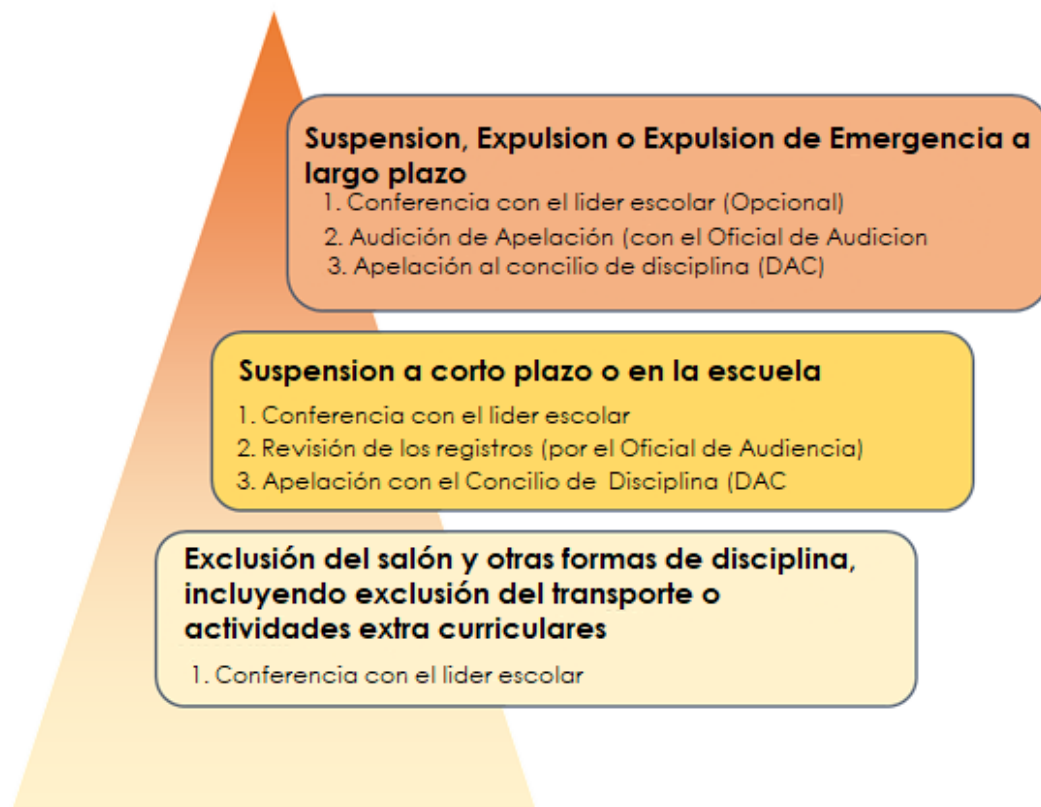 Suspension, Expulsion o Expulsion de Emergencia a
largo plazo
1. Conferencia con el lider escolar (Opcional)
2. Audición de Apelación (con el Oficial de Audicion
3. Apelación al concilio de disciplina (DAC)
Suspension a corto plazo o en la escuela
1. Conferencia con el lider escolar
2. Revisión de los registros (por el Oficial de Audiencia)
3. Apelación con el Concilio de Disciplina (DAC
Exclusión del salón y otras formas de disciplina,
incluyendo exclusión del transporte o
actividades extra curriculares
1. Conferencia con el lider escolar